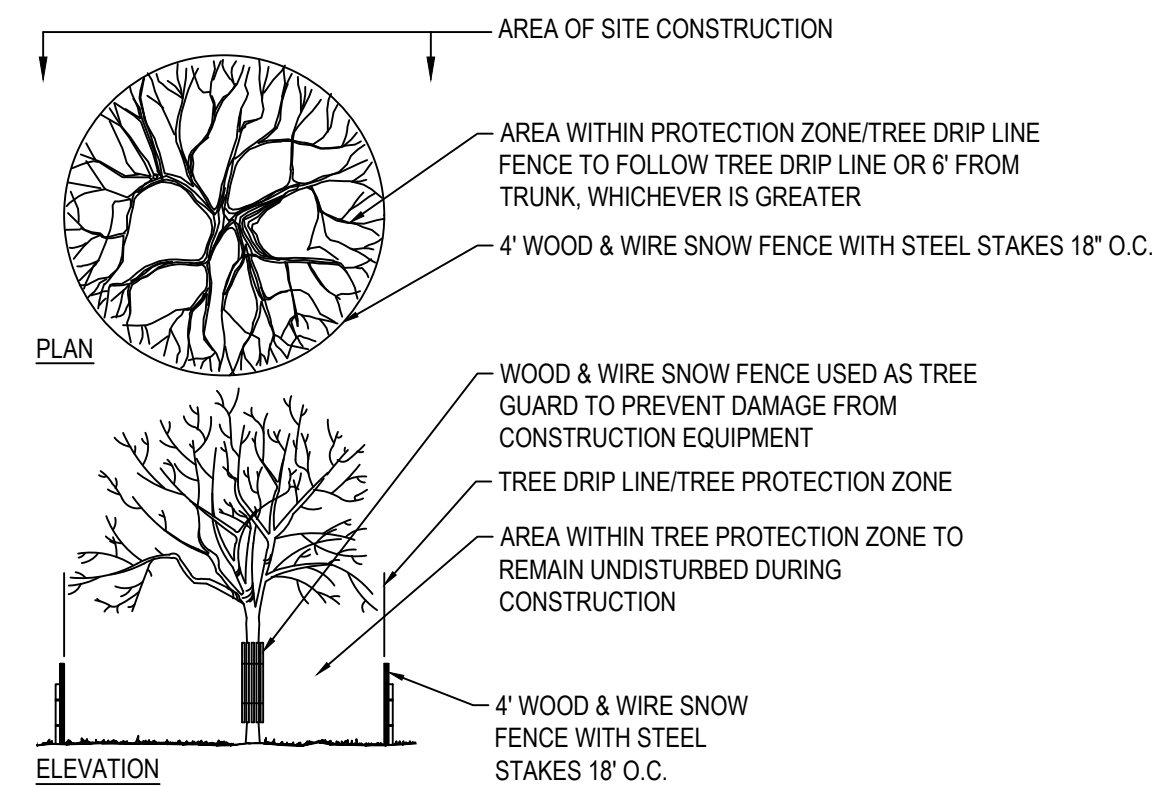 AREA OF SITE CONSTRUCTION
AREA WITHIN PROTECTION ZONE/TREE DRIP LINE
FENCE TO FOLLOW TREE DRIP LINE OR 6' FROM
TRUNK, WHICHEVER IS GREATER
4' WOOD & WIRE SNOW FENCE WITH STEEL STAKES 18" O.C.
PLAN
WOOD & WIRE SNOW FENCE USED AS TREE
GUARD TO PREVENT DAMAGE FROM
CONSTRUCTION EQUIPMENT
TREE DRIP LINE/TREE PROTECTION ZONE
AREA WITHIN TREE PROTECTION ZONE TO
REMAIN UNDISTURBED DURING
CONSTRUCTION
4' WOOD & WIRE SNOW
FENCE WITH STEEL
STAKES 18' O.C.
ELEVATION